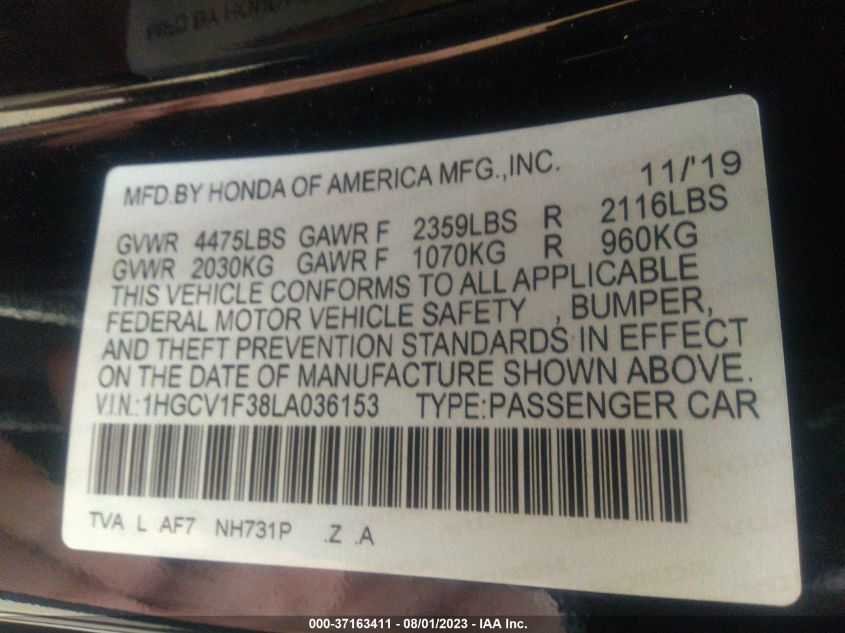 MFD.BY HONDA OF AMERICA MFG.,INC. 11/'19
GVWR 4475LBS GAWR F 2359LBS R 2116LBS
GVWR 2030KG GAWR F 1070KG R 960KG
THIS VEHICLE CONFORMS TO ALL APPLICABLE
FEDERAL MOTOR VEHICLE SAFETY , BUMPER,
AND THEFT PREVENTION STANDARDS IN EFFECT
ON THE DATE OF MANUFACTURE SHOWN ABOVE.
V.I.N.:1HGCV1F38LA036153 TYPE:PASSENGER CAR
TVA L AF7 NH731P .Z .A
000-37163411 - 08/01/2023 - IAA Inc.